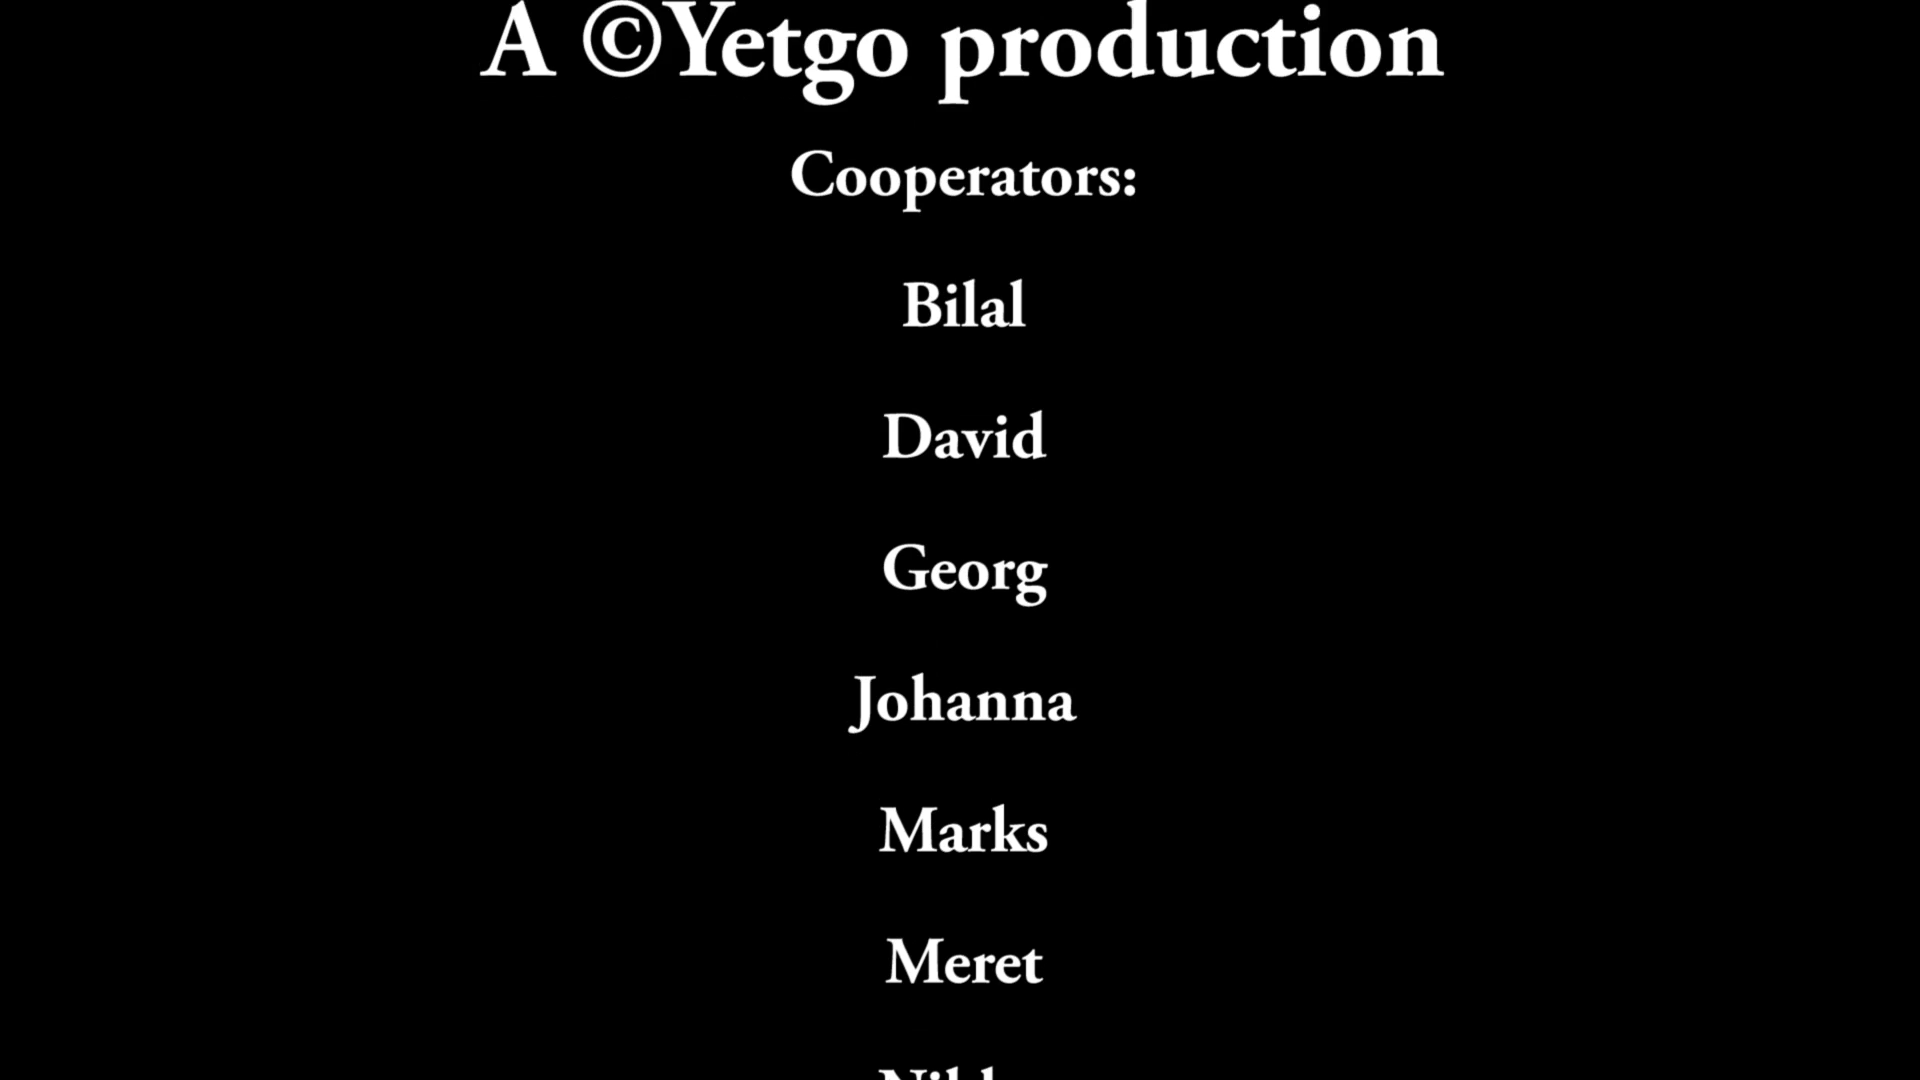 A ©Yetgo production
Cooperators:
Bilal
David
Georg
Johanna
Marks
Meret